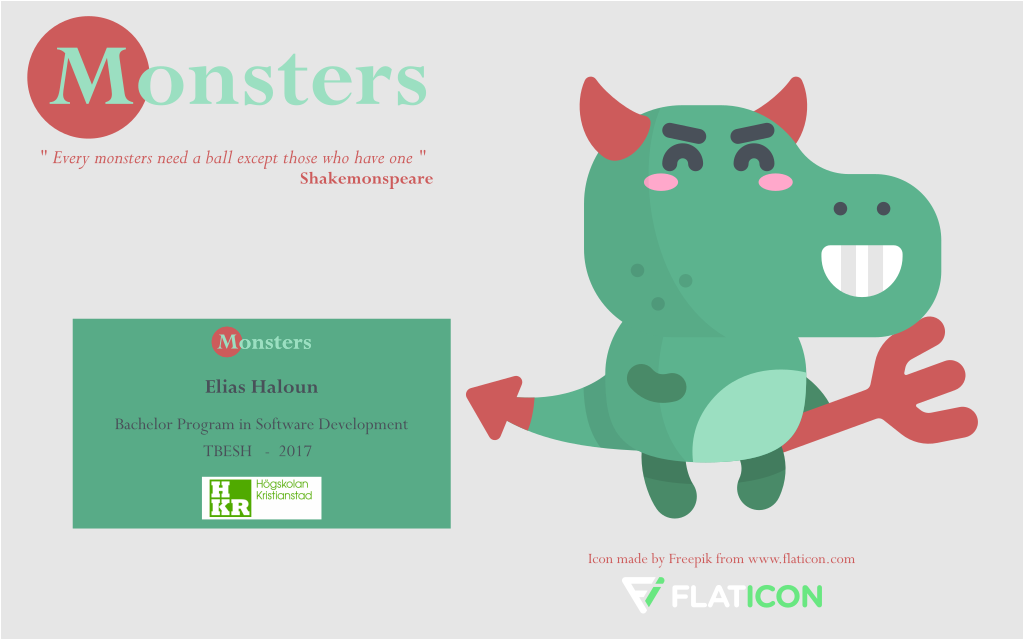 Monsters
" Every monsters need a ball except those who have one "
Shakemonspeare
Monsters
Elias Haloun
Bachelor Program in Software Development
TBESH - 2017
HKR
Högskolan
Kristianstad
Icon made by Freepik from www.flaticon.com
FLATICON